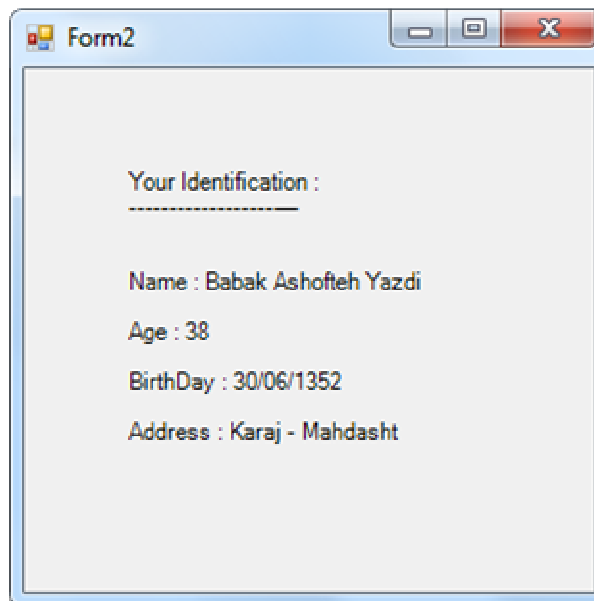 Form2
Your Identification :
---------------------
Name : Babak Ashofteh Yazdi
Age : 38
BirthDay : 30/06/1352
Address : Karaj - Mahdasht